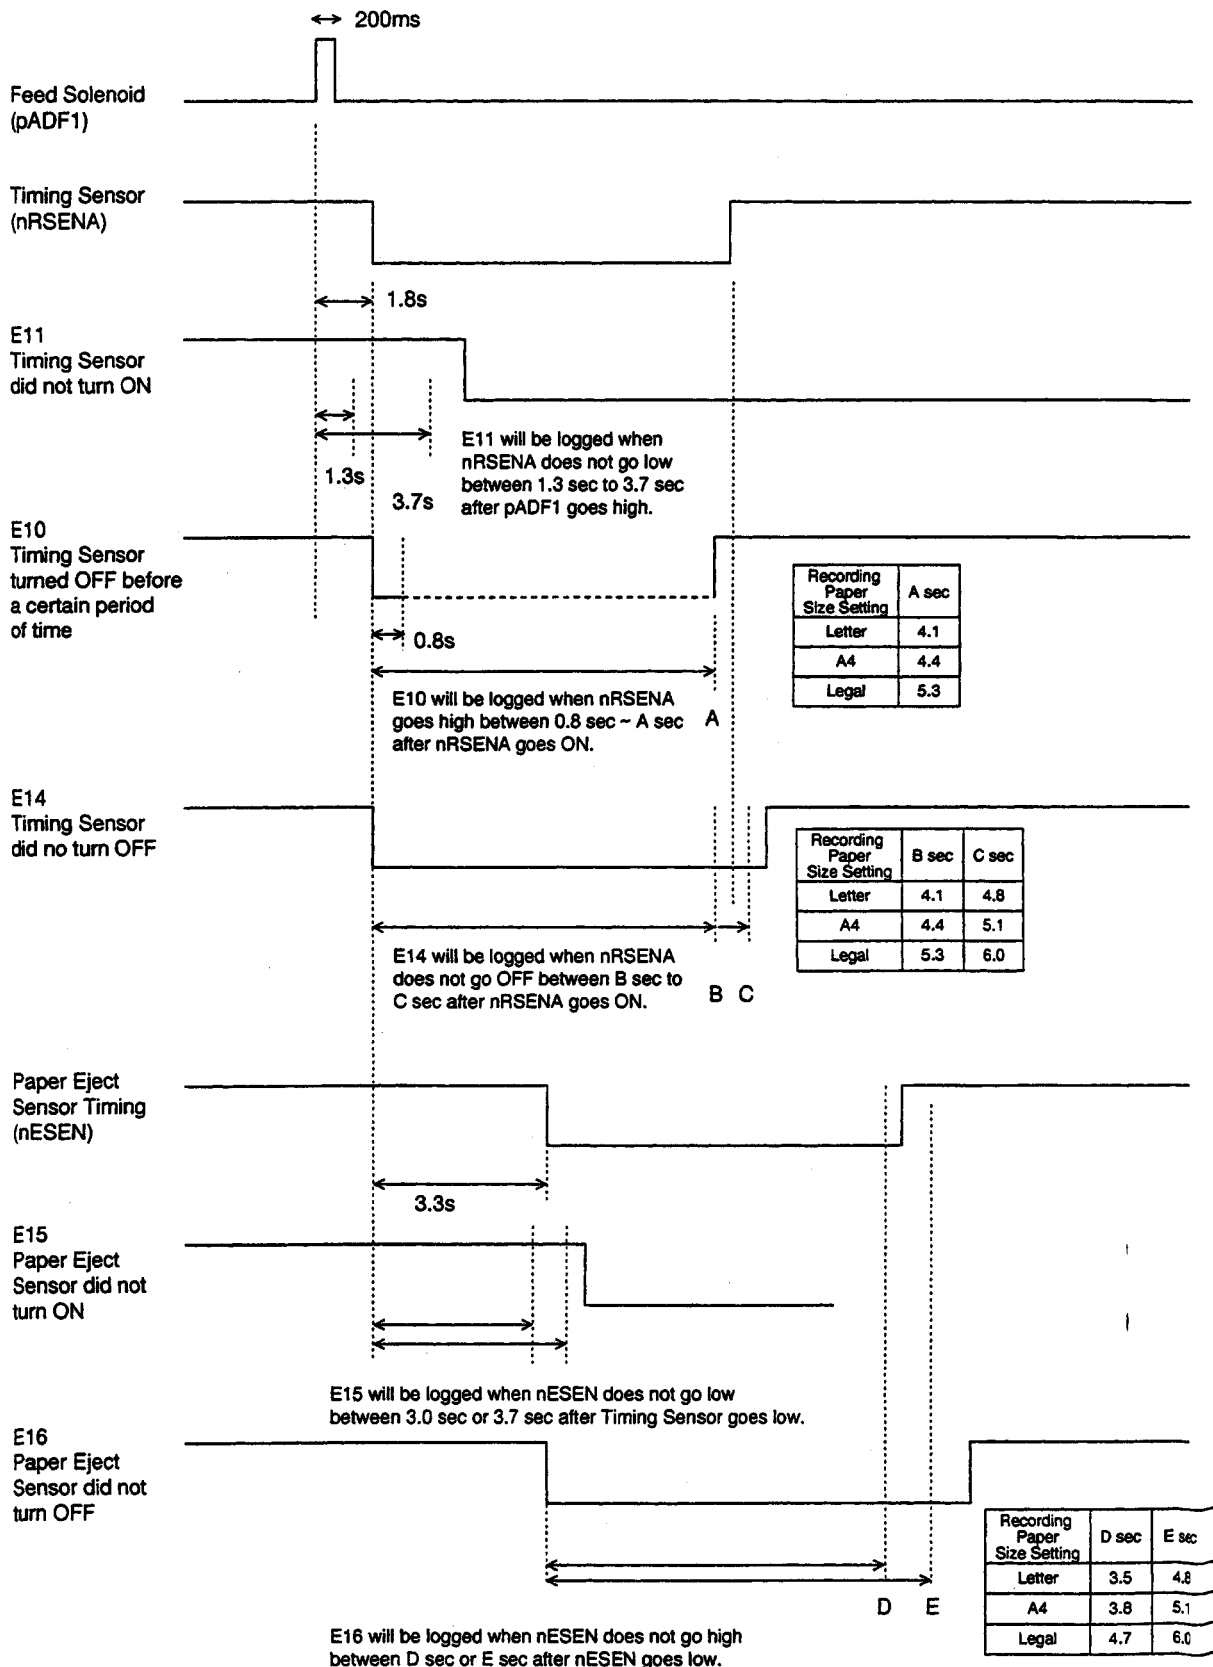 200ms
Feed Solenoid
(pADF1)
Timing Sensor
(nRSENA)
1.8s
E11
Timing Sensor
did not turn ON
1.3s
3.7s
E11 will be logged when
nRSENA does not go low
between 1.3 sec to 3.7 sec
after pADF1 goes high.
E10
Timing Sensor
turned OFF before
a certain period
of time
0.8s
E10 will be logged when nRSENA
goes high between 0.8 sec ~ A sec
after nRSENA goes ON.
A
Recording
Paper
Size Setting
A sec
Letter 4.1
A4 4.4
Legal 5.3
E14
Timing Sensor
did no turn OFF
E14 will be logged when nRSENA
does not go OFF between B sec to
C sec after nRSENA goes ON.
B C
Recording
Paper
Size Setting
B sec C sec
Letter 4.1 4.8
A4 4.4 5.1
Legal 5.3 6.0
Paper Eject
Sensor Timing
(nESEN)
3.3s
E15
Paper Eject
Sensor did not
turn ON
E15 will be logged when nESEN does not go low
between 3.0 sec or 3.7 sec after Timing Sensor goes low.
E16
Paper Eject
Sensor did not
turn OFF
D E
E16 will be logged when nESEN does not go high
between D sec or E sec after nESEN goes low.
Recording
Paper
Size Setting
D sec E sec
Letter 3.5 4.8
A4 3.8 5.1
Legal 4.7 6.0